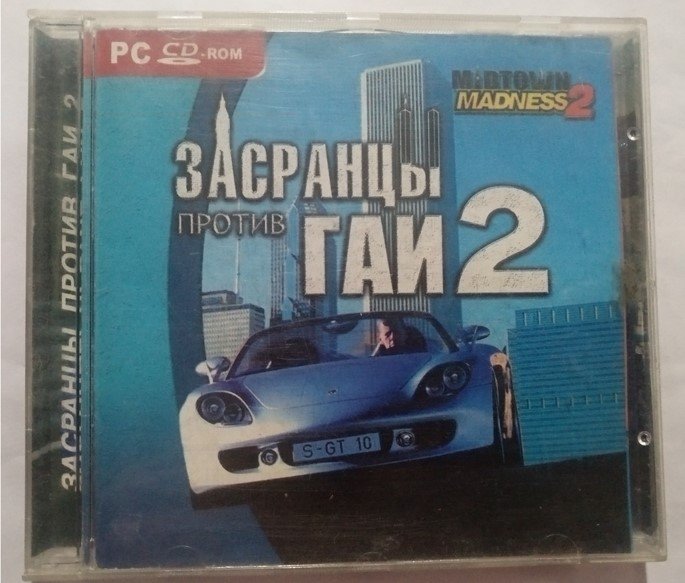 PC CD-ROM
MIDTOWN
MADNESS 2
ЗАСРАНЦЫ
ПРОТИВ
ГАИ 2
S-GT 10
ЗАСРАНЦЫ ПРОТИВ ГАИ 2